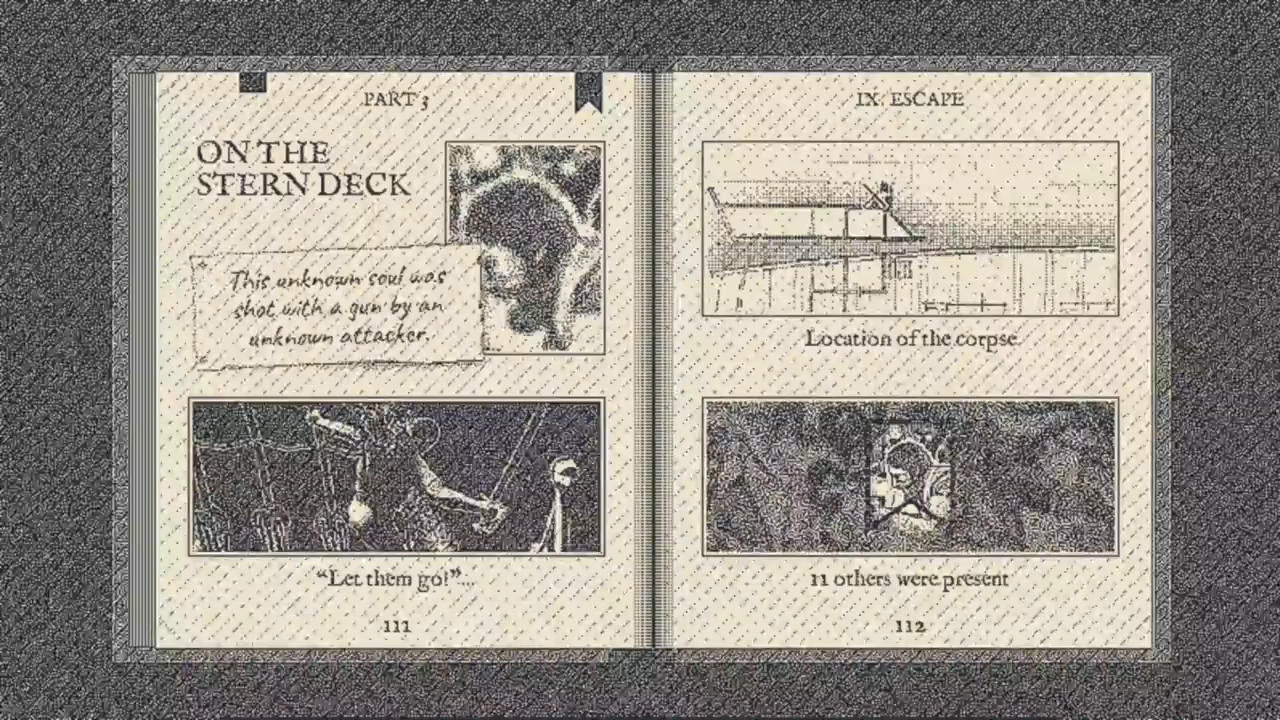 PART 3
ON THE
STERN DECK
This unknown soul was
shot with a gun by an
unknown attacker.
"Let them go!"...
111
IX. ESCAPE
Location of the corpse
11 others were present
112